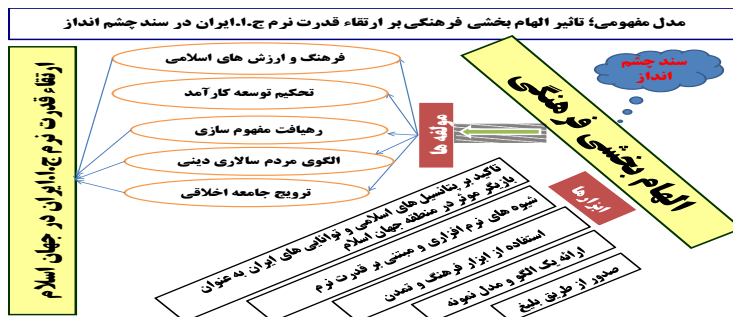 مدل مفهومی؛ تاثیر الهام بخشی فرهنگی بر ارتقاء قدرت نرم ج.ا.ایران در سند چشم انداز
سند چشم
انداز
الهام بخشی فرهنگی
مولفه ها
فرهنگ و ارزش های اسلامی
تحکیم توسعه کارآمد
رهیافت مفهوم سازی
الگوی مردم سالاری دینی
ترویج جامعه اخلاقی
ارتقاء قدرت نرم ج.ا.ایران در جهان اسلام
ابزارها
تاکید بر پتانسیل های اسلامی و توانایی های ایران به عنوان
بازیگر موثر در منطقه جهان اسلام
شیوه های نرم افزاری و مبتنی بر قدرت نرم
استفاده از ابزار فرهنگ و تمدن
ارائه یک الگو و مدل نمونه
صدور از طریق بلیغ